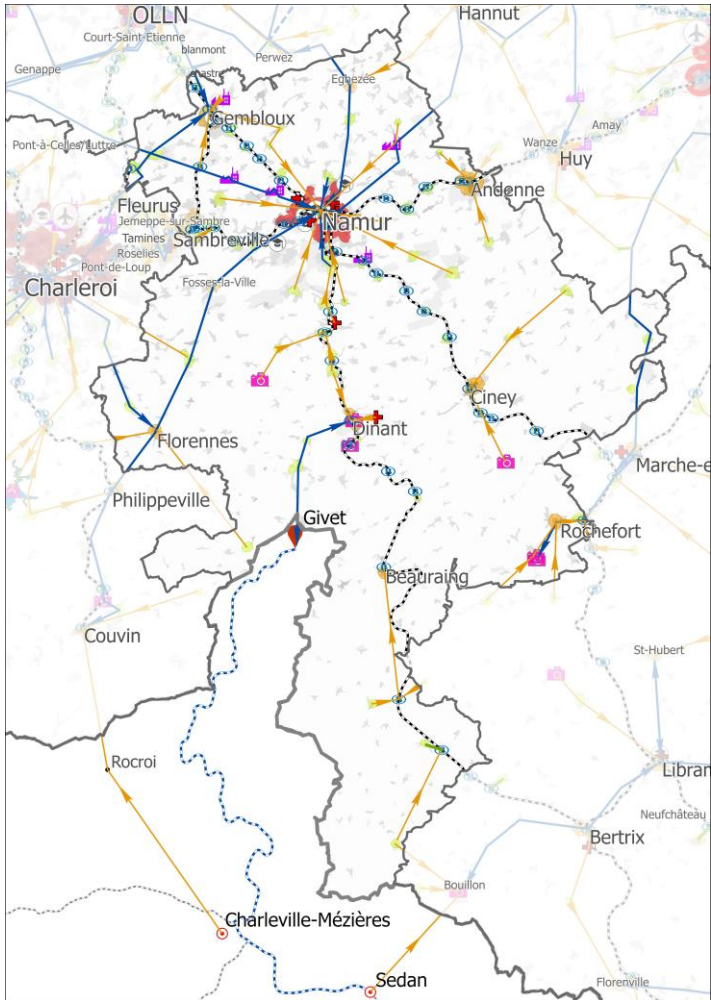 OLLN
Hannut
Court-Saint-Etienne
blanmont
Perwez
Genappe
chastre
Eghezée
Gembloux
Amay
Wanze
Pont-à-Celles/Luttre
Huy
Andenne
Fleurus
Jemeppe-sur-Sambre
Namur
Tamines
Sambreville
Roselies
Pont-de-Loup
Charleroi
Fosses-la-Ville
Ciney
Dinant
Florennes
Marche-e
Philippeville
Givet
Rochefort
Beauraing
Couvin
St-Hubert
Rocroi
Libran
Neufchâteau
Bertrix
Bouillon
Charleville-Mézières
Sedan
Florenville